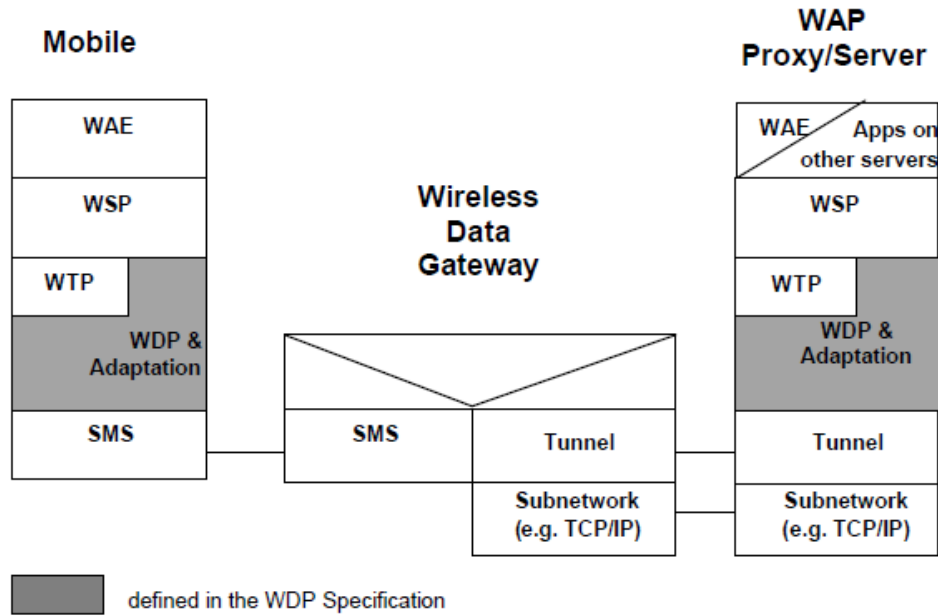 Mobile
WAE
WSP
WTP
WDP &
Adaptation
SMS
Wireless
Data
Gateway
SMS
Tunnel
Subnetwork
(e.g. TCP/IP)
WAP
Proxy/Server
WAE
Apps on
other servers
WSP
WTP
WDP &
Adaptation
Tunnel
Subnetwork
(e.g. TCP/IP)
defined in the WDP Specification